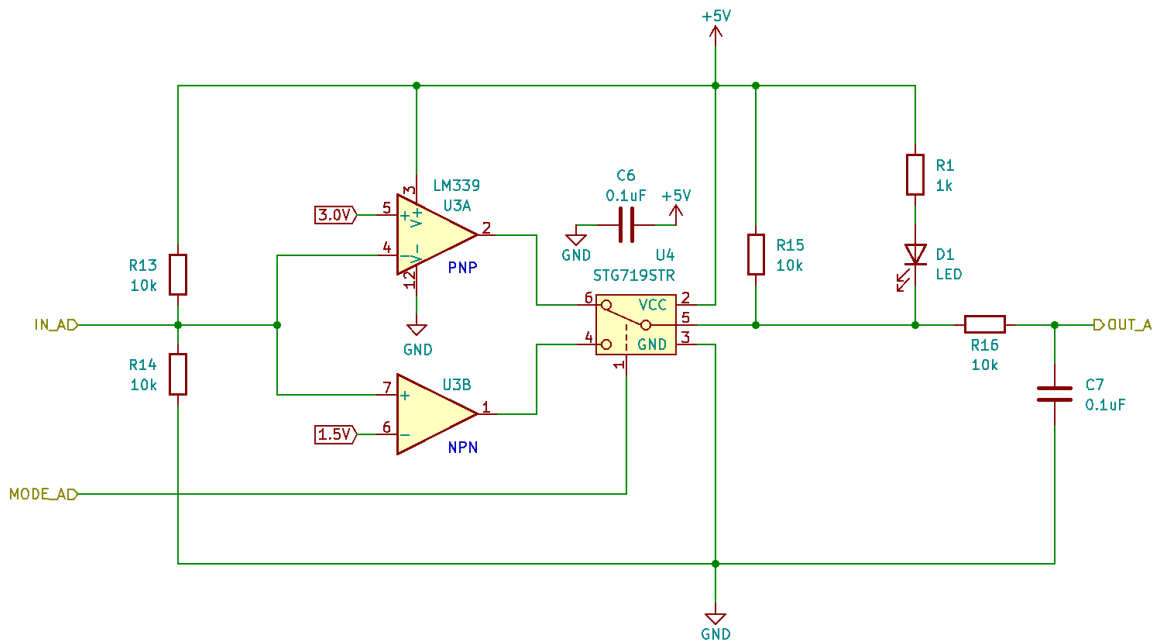 +5V
LM339
U3A
3
3.0V
5
+
V+
2
4
−
V-
12
PNP
GND
C6
0.1uF
+5V
GND
U4
STG719STR
6
VCC
2
5
4
GND
3
1
R1
1k
R15
10k
D1
LED
R13
10k
IN_A
R14
10k
U3B
7
+
1
1.5V
6
−
NPN
R16
10k
OUT_A
C7
0.1uF
MODE_A
GND